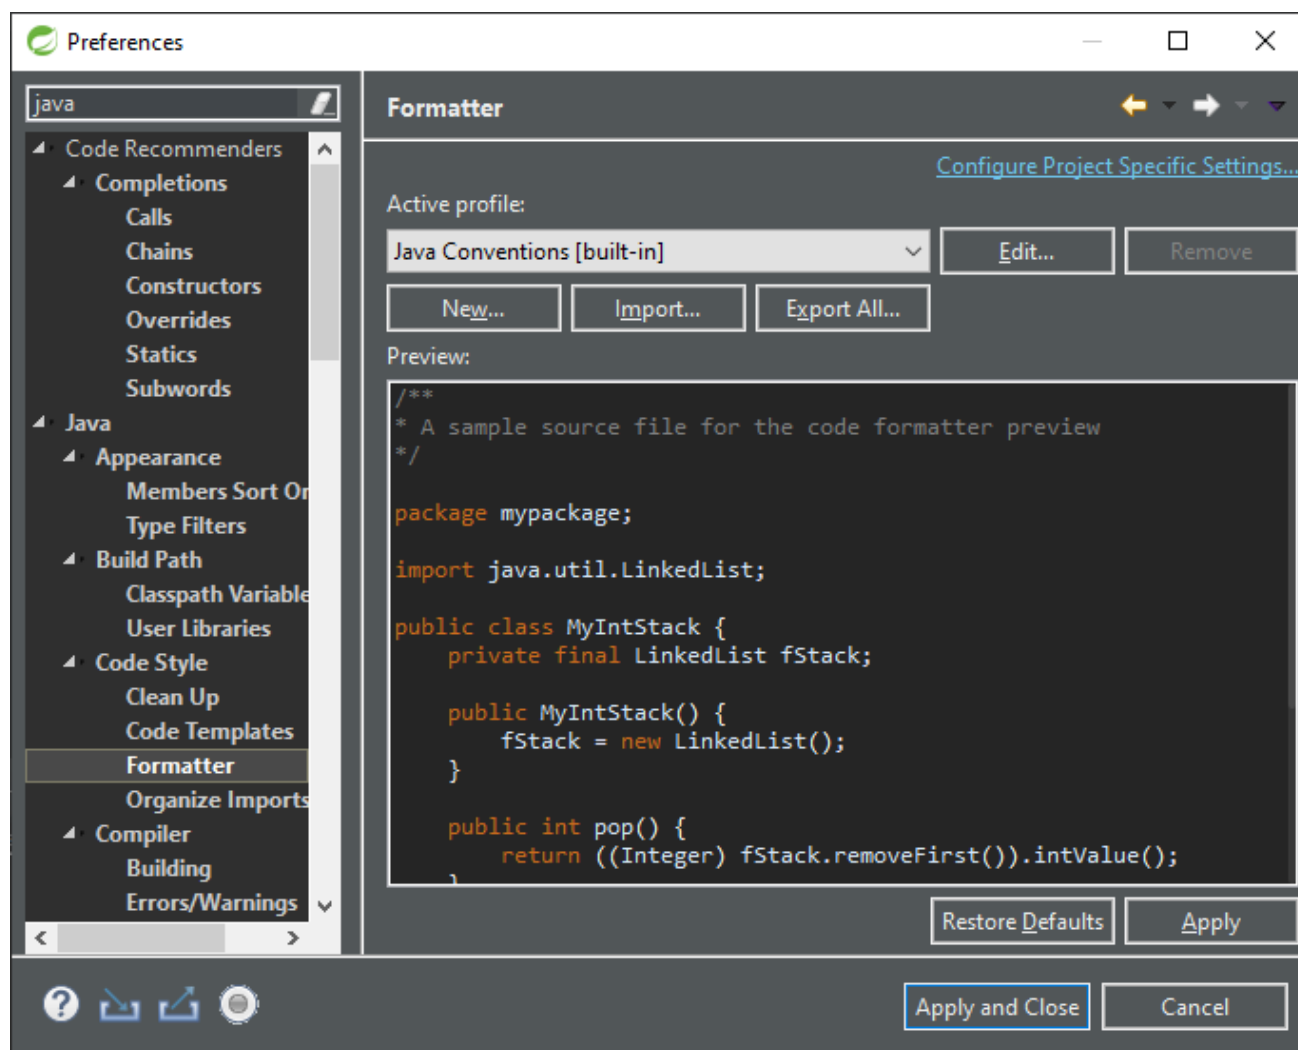 Preferences
java
Code Recommenders
Completions
Calls
Chains
Constructors
Overrides
Statics
Subwords
Java
Appearance
Members Sort Or
Type Filters
Build Path
Classpath Variable
User Libraries
Code Style
Clean Up
Code Templates
Formatter
Organize Imports
Compiler
Building
Errors/Warnings
Formatter
Configure Project Specific Settings...
Active profile:
Java Conventions [built-in]
Edit...
Remove
New...
Import...
Export All...
Preview:
/**
* A sample source file for the code formatter preview
*/
package mypackage;
import java.util.LinkedList;
public class MyIntStack {
    private final LinkedList fStack;
    public MyIntStack() {
        fStack = new LinkedList();
    }
    public int pop() {
        return ((Integer) fStack.removeFirst()).intValue();
    }
Restore Defaults
Apply
Apply and Close
Cancel